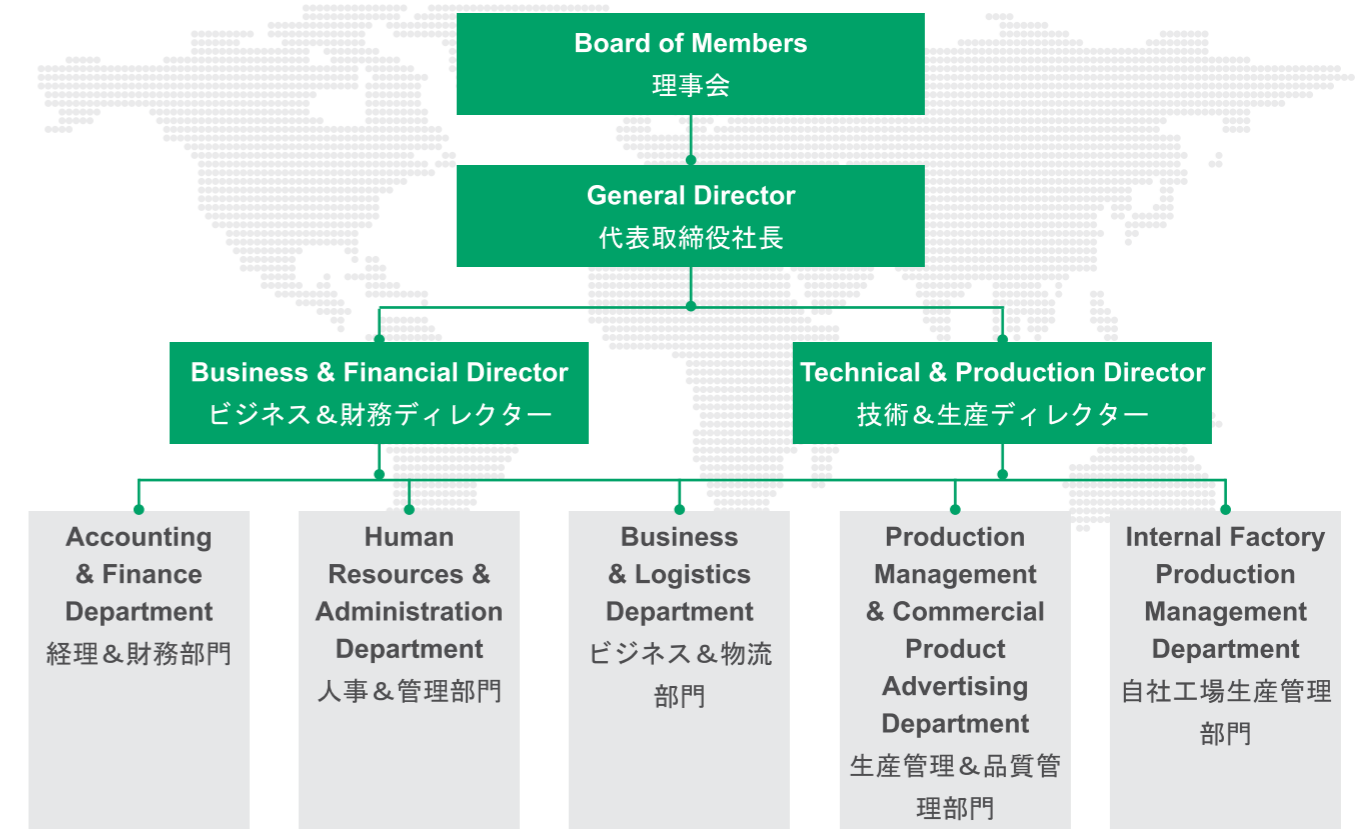 Board of Members
理事会
General Director
代表取締役社長
Business & Financial Director
ビジネス＆財務ディレクター
Technical & Production Director
技術＆生産ディレクター
Accounting
& Finance
Department
経理＆財務部門
Human
Resources &
Administration
Department
人事＆管理部門
Business
& Logistics
Department
ビジネス＆物流
部門
Production
Management
& Commercial
Product
Advertising
Department
生産管理＆品質管
理部門
Internal Factory
Production
Management
Department
自社工場生産管理
部門